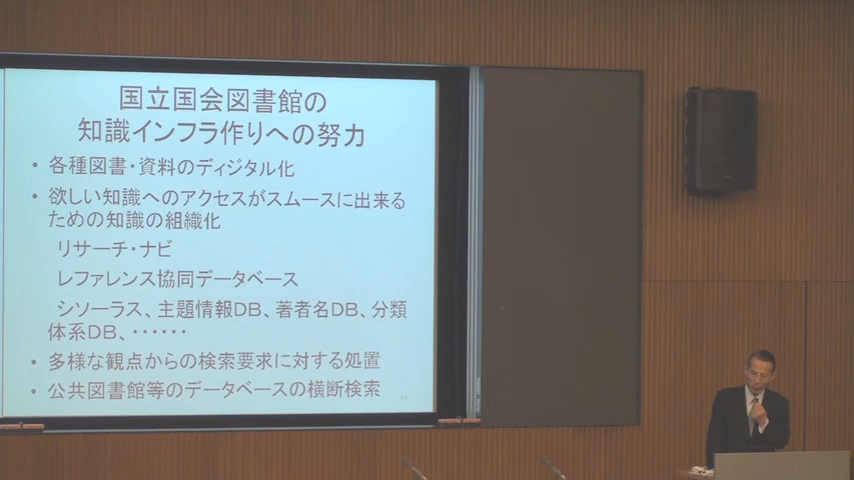 国立国会図書館の
知識インフラ作りへの努力
・各種図書・資料のディジタル化
・欲しい知識へのアクセスがスムースに出来る
ための知識の組織化
リサーチ・ナビ
レファレンス協同データベース
シソーラス、主題情報DB、著者名DB、分類
体系DB、……
・多様な観点からの検索要求に対する処置
・公共図書館等のデータベースの横断検索